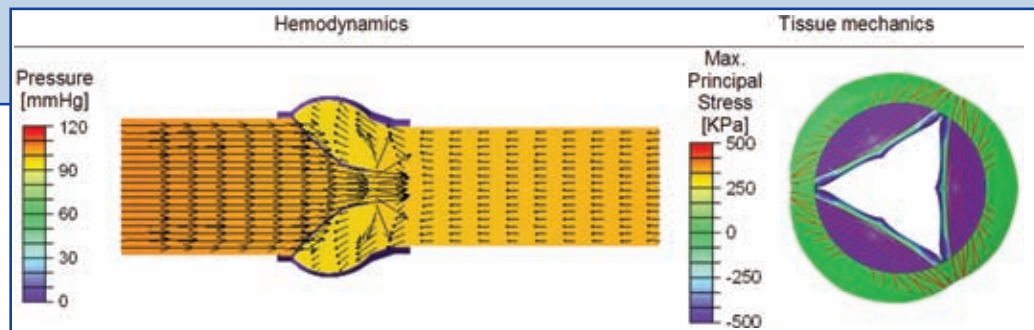 Hemodynamics
Tissue mechanics
Pressure
[mmHg]
120
90
60
30
0
Max.
Principal
Stress
[KPa]
500
250
0
-250
-500